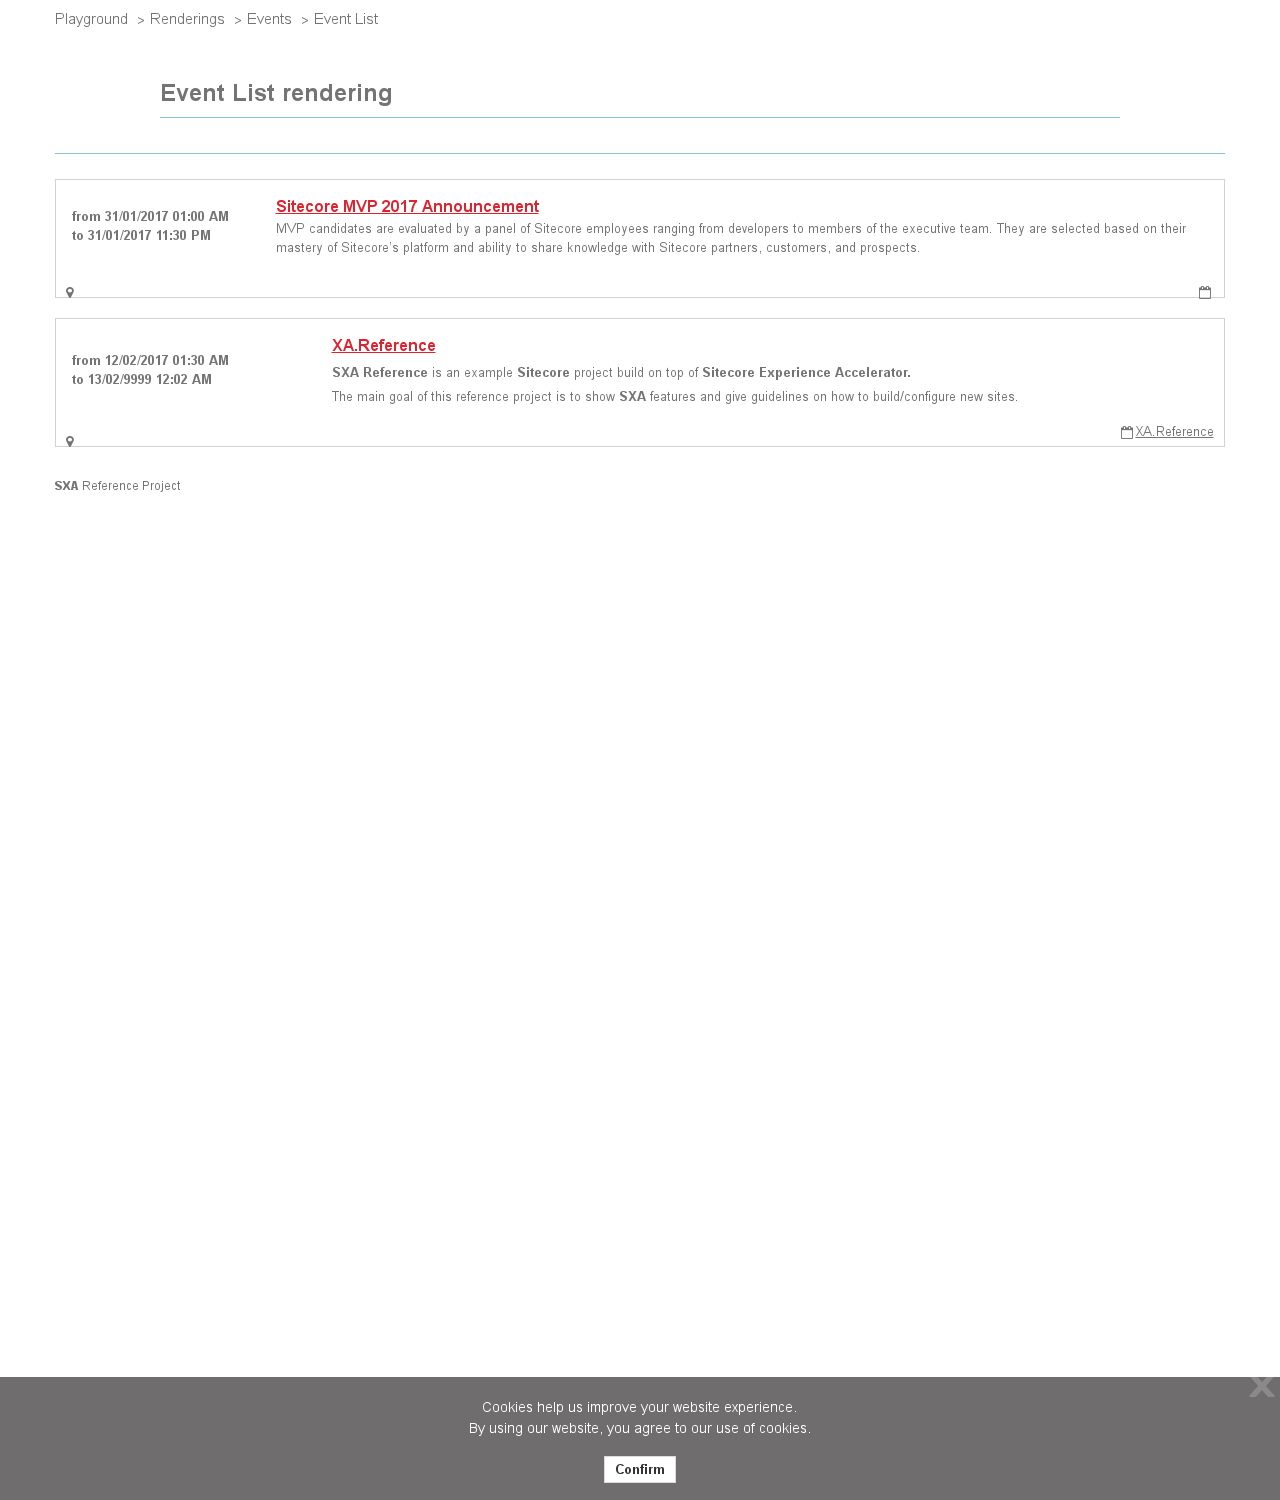 Playground > Renderings > Events > Event List
Event List rendering
from 31/01/2017 01:00 AM
to 31/01/2017 11:30 PM
Sitecore MVP 2017 Announcement
MVP candidates are evaluated by a panel of Sitecore employees ranging from developers to members of the executive team. They are selected based on their
mastery of Sitecore's platform and ability to share knowledge with Sitecore partners, customers, and prospects.
from 12/02/2017 01:30 AM
to 13/02/9999 12:02 AM
XA.Reference
SXA Reference is an example Sitecore project build on top of Sitecore Experience Accelerator.
The main goal of this reference project is to show SXA features and give guidelines on how to build/configure new sites.
XA.Reference
SXA Reference Project
Cookies help us improve your website experience.
By using our website, you agree to our use of cookies.
Confirm